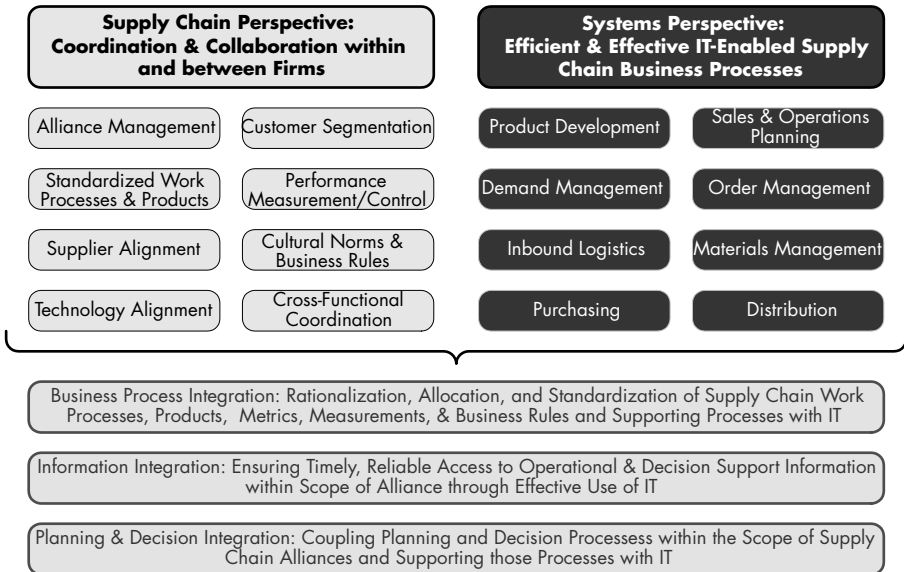 Supply Chain Perspective:
Coordination & Collaboration within
and between Firms
Systems Perspective:
Efficient & Effective IT-Enabled Supply
Chain Business Processes
Alliance Management
Customer Segmentation
Product Development
Sales & Operations
Planning
Standardized Work
Processes & Products
Performance
Measurement/Control
Demand Management
Order Management
Supplier Alignment
Cultural Norms &
Business Rules
Inbound Logistics
Materials Management
Technology Alignment
Cross-Functional
Coordination
Purchasing
Distribution
Business Process Integration: Rationalization, Allocation, and Standardization of Supply Chain Work
Processes, Products,  Metrics, Measurements, & Business Rules and Supporting Processes with IT
Information Integration: Ensuring Timely, Reliable Access to Operational & Decision Support Information
within Scope of Alliance through Effective Use of IT
Planning & Decision Integration: Coupling Planning and Decision Processess within the Scope of Supply
Chain Alliances and Supporting those Processes with IT